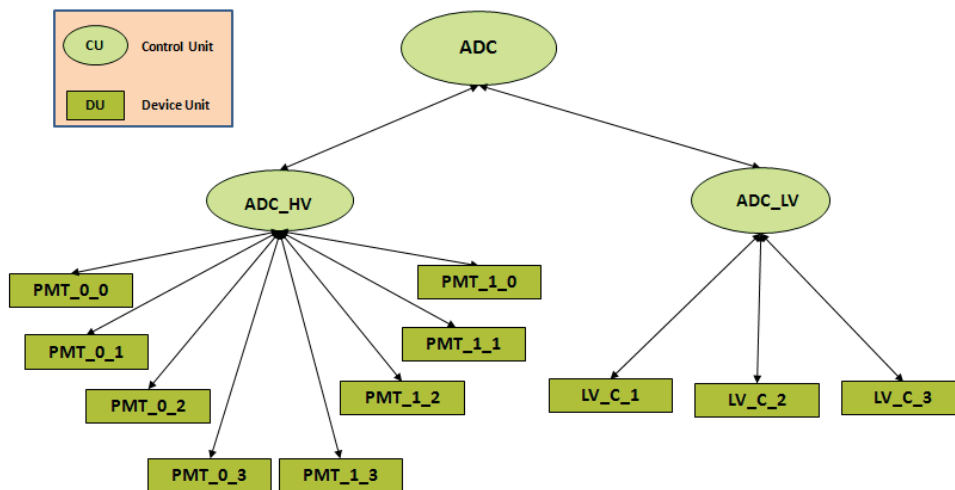 CU
Control Unit
DU
Device Unit
ADC
ADC_HV
ADC_LV
PMT_0_0
PMT_1_0
PMT_0_1
PMT_1_1
PMT_0_2
PMT_1_2
LV_C_1
LV_C_2
LV_C_3
PMT_0_3
PMT_1_3